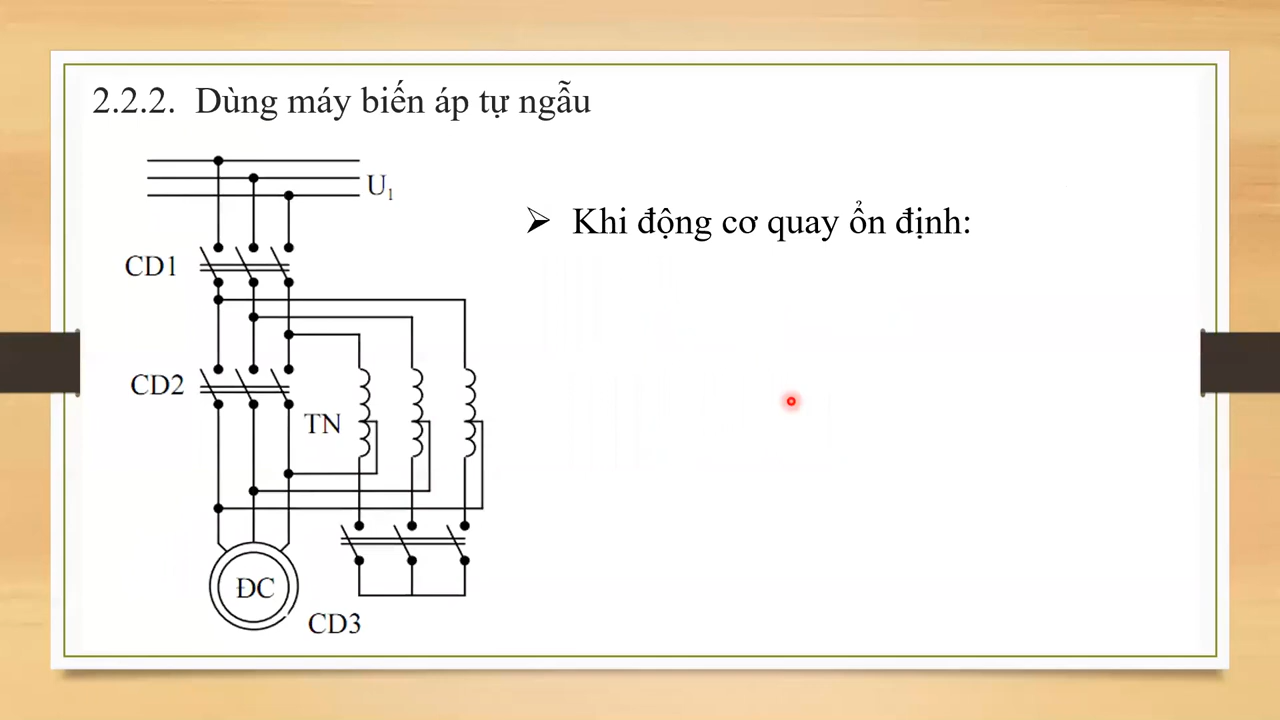 2.2.2. Dùng máy biến áp tự ngẫu
U₁
➢ Khi động cơ quay ổn định:
CD1
CD2
TN
ĐC
CD3